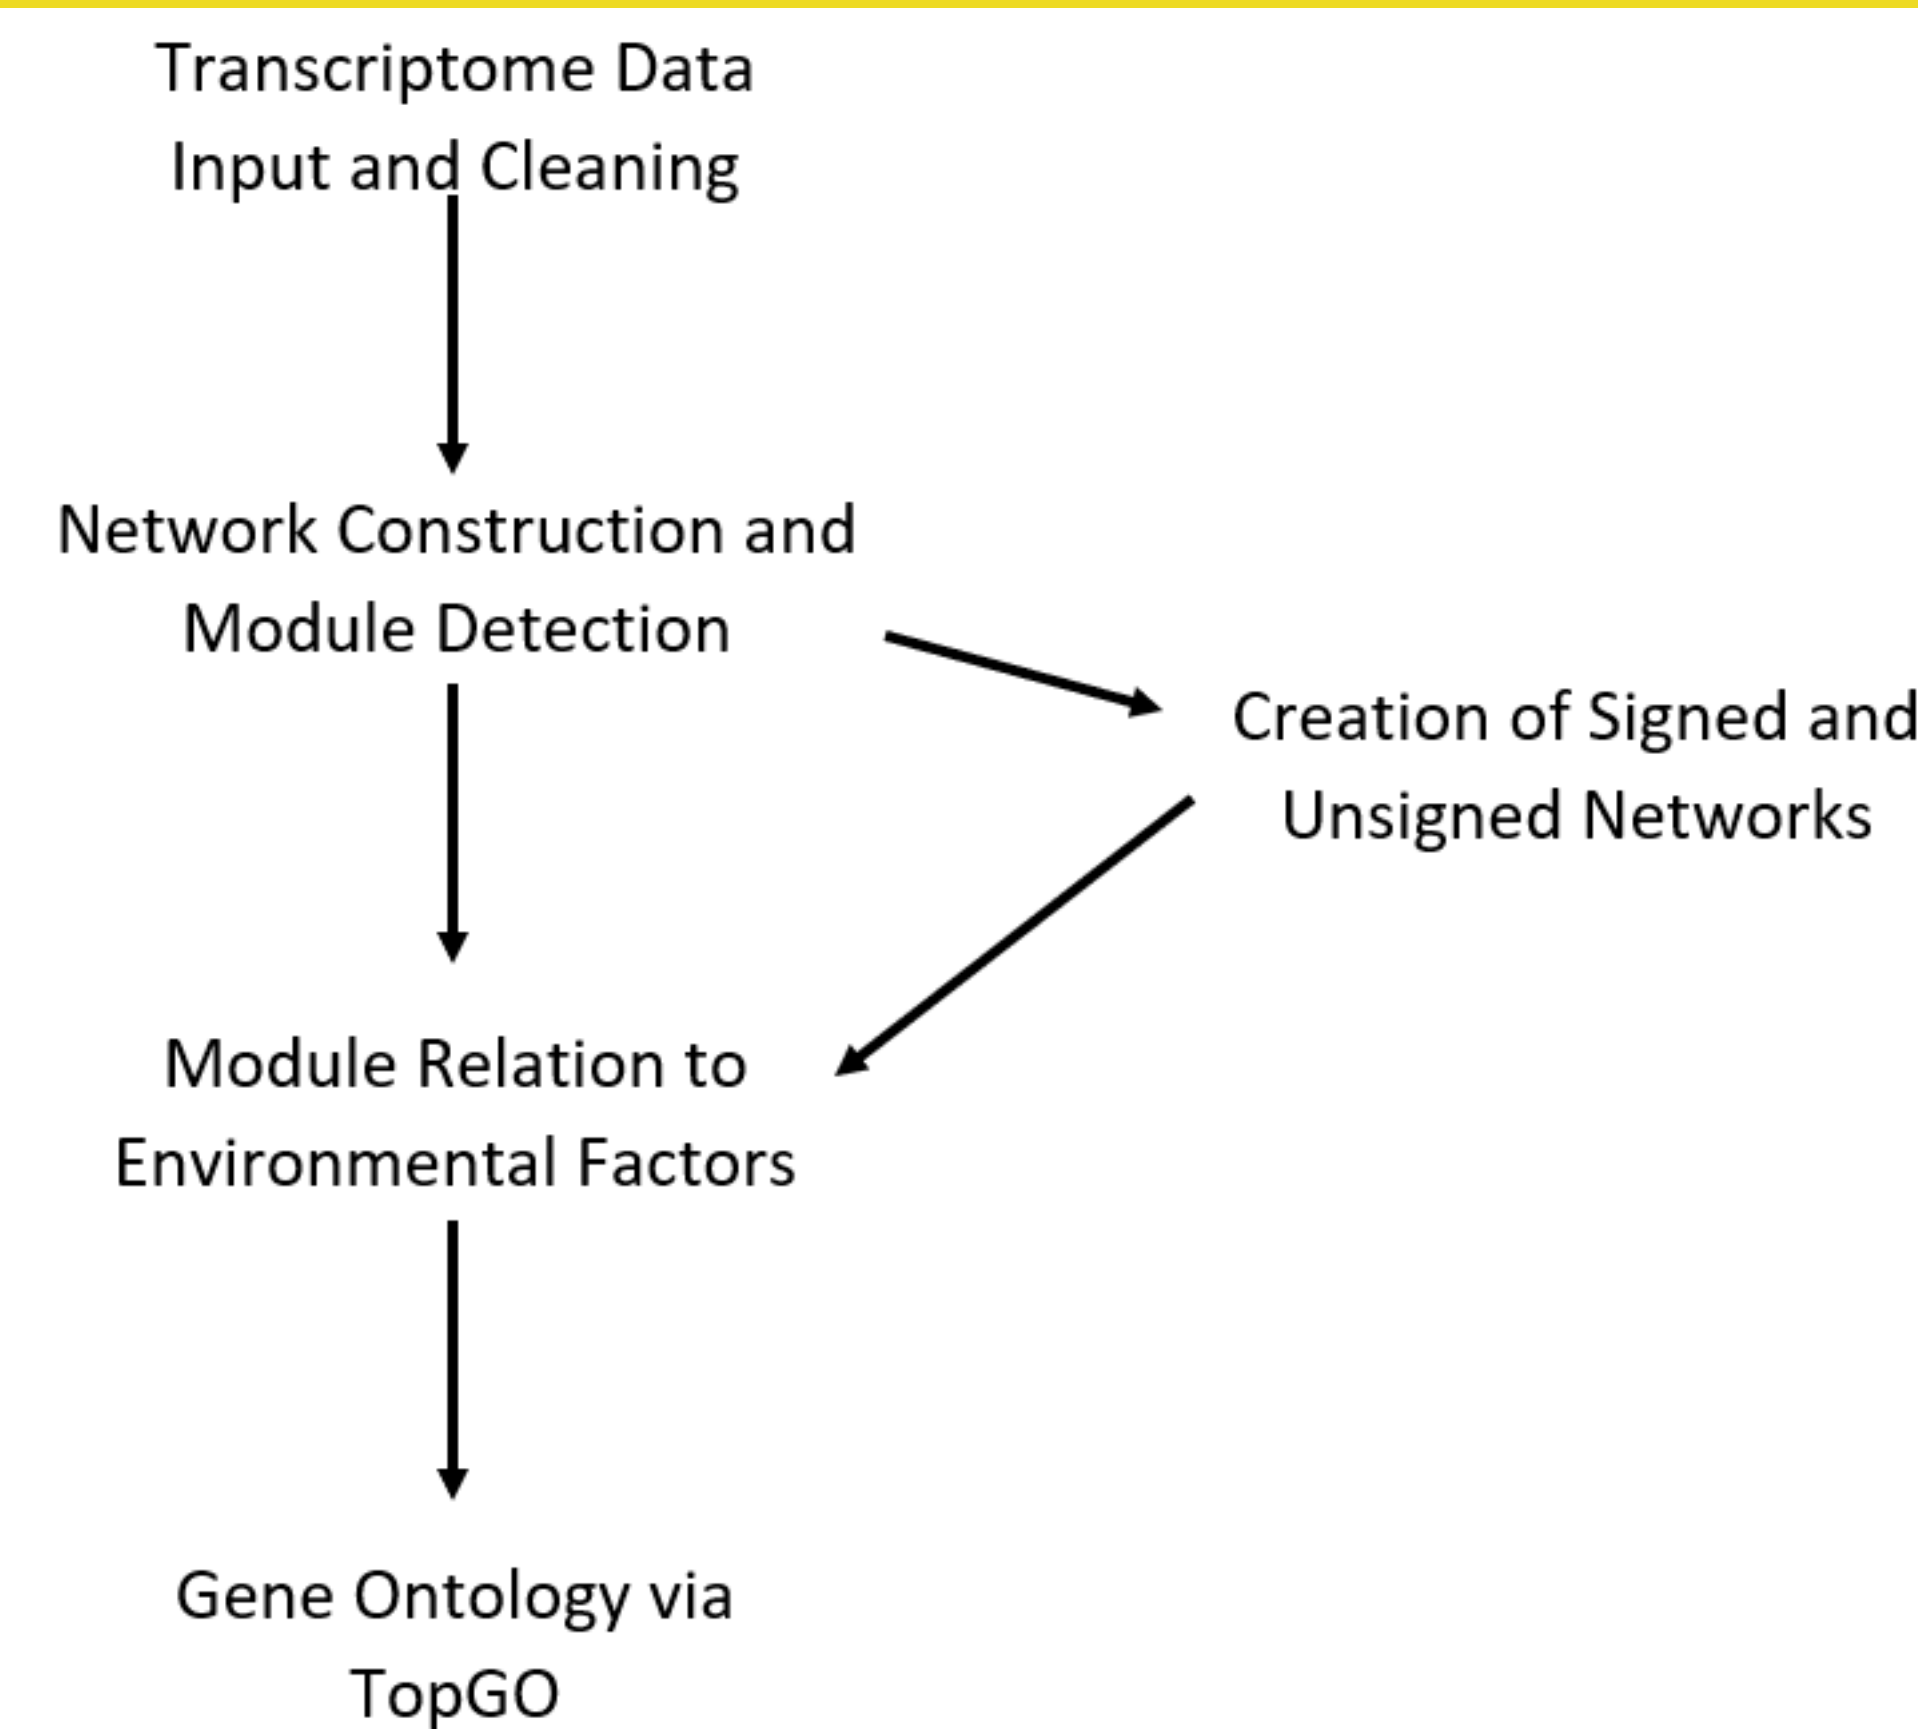 Transcriptome Data
Input and Cleaning
Network Construction and
Module Detection
Creation of Signed and
Unsigned Networks
Module Relation to
Environmental Factors
Gene Ontology via
TopGO